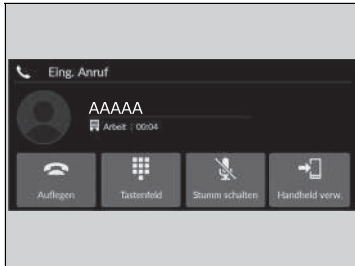 Eing. Anruf
AAAAA
Arbeit | 00:04
Auflegen
Tastenfeld
Stumm schalten
Handheld verw.